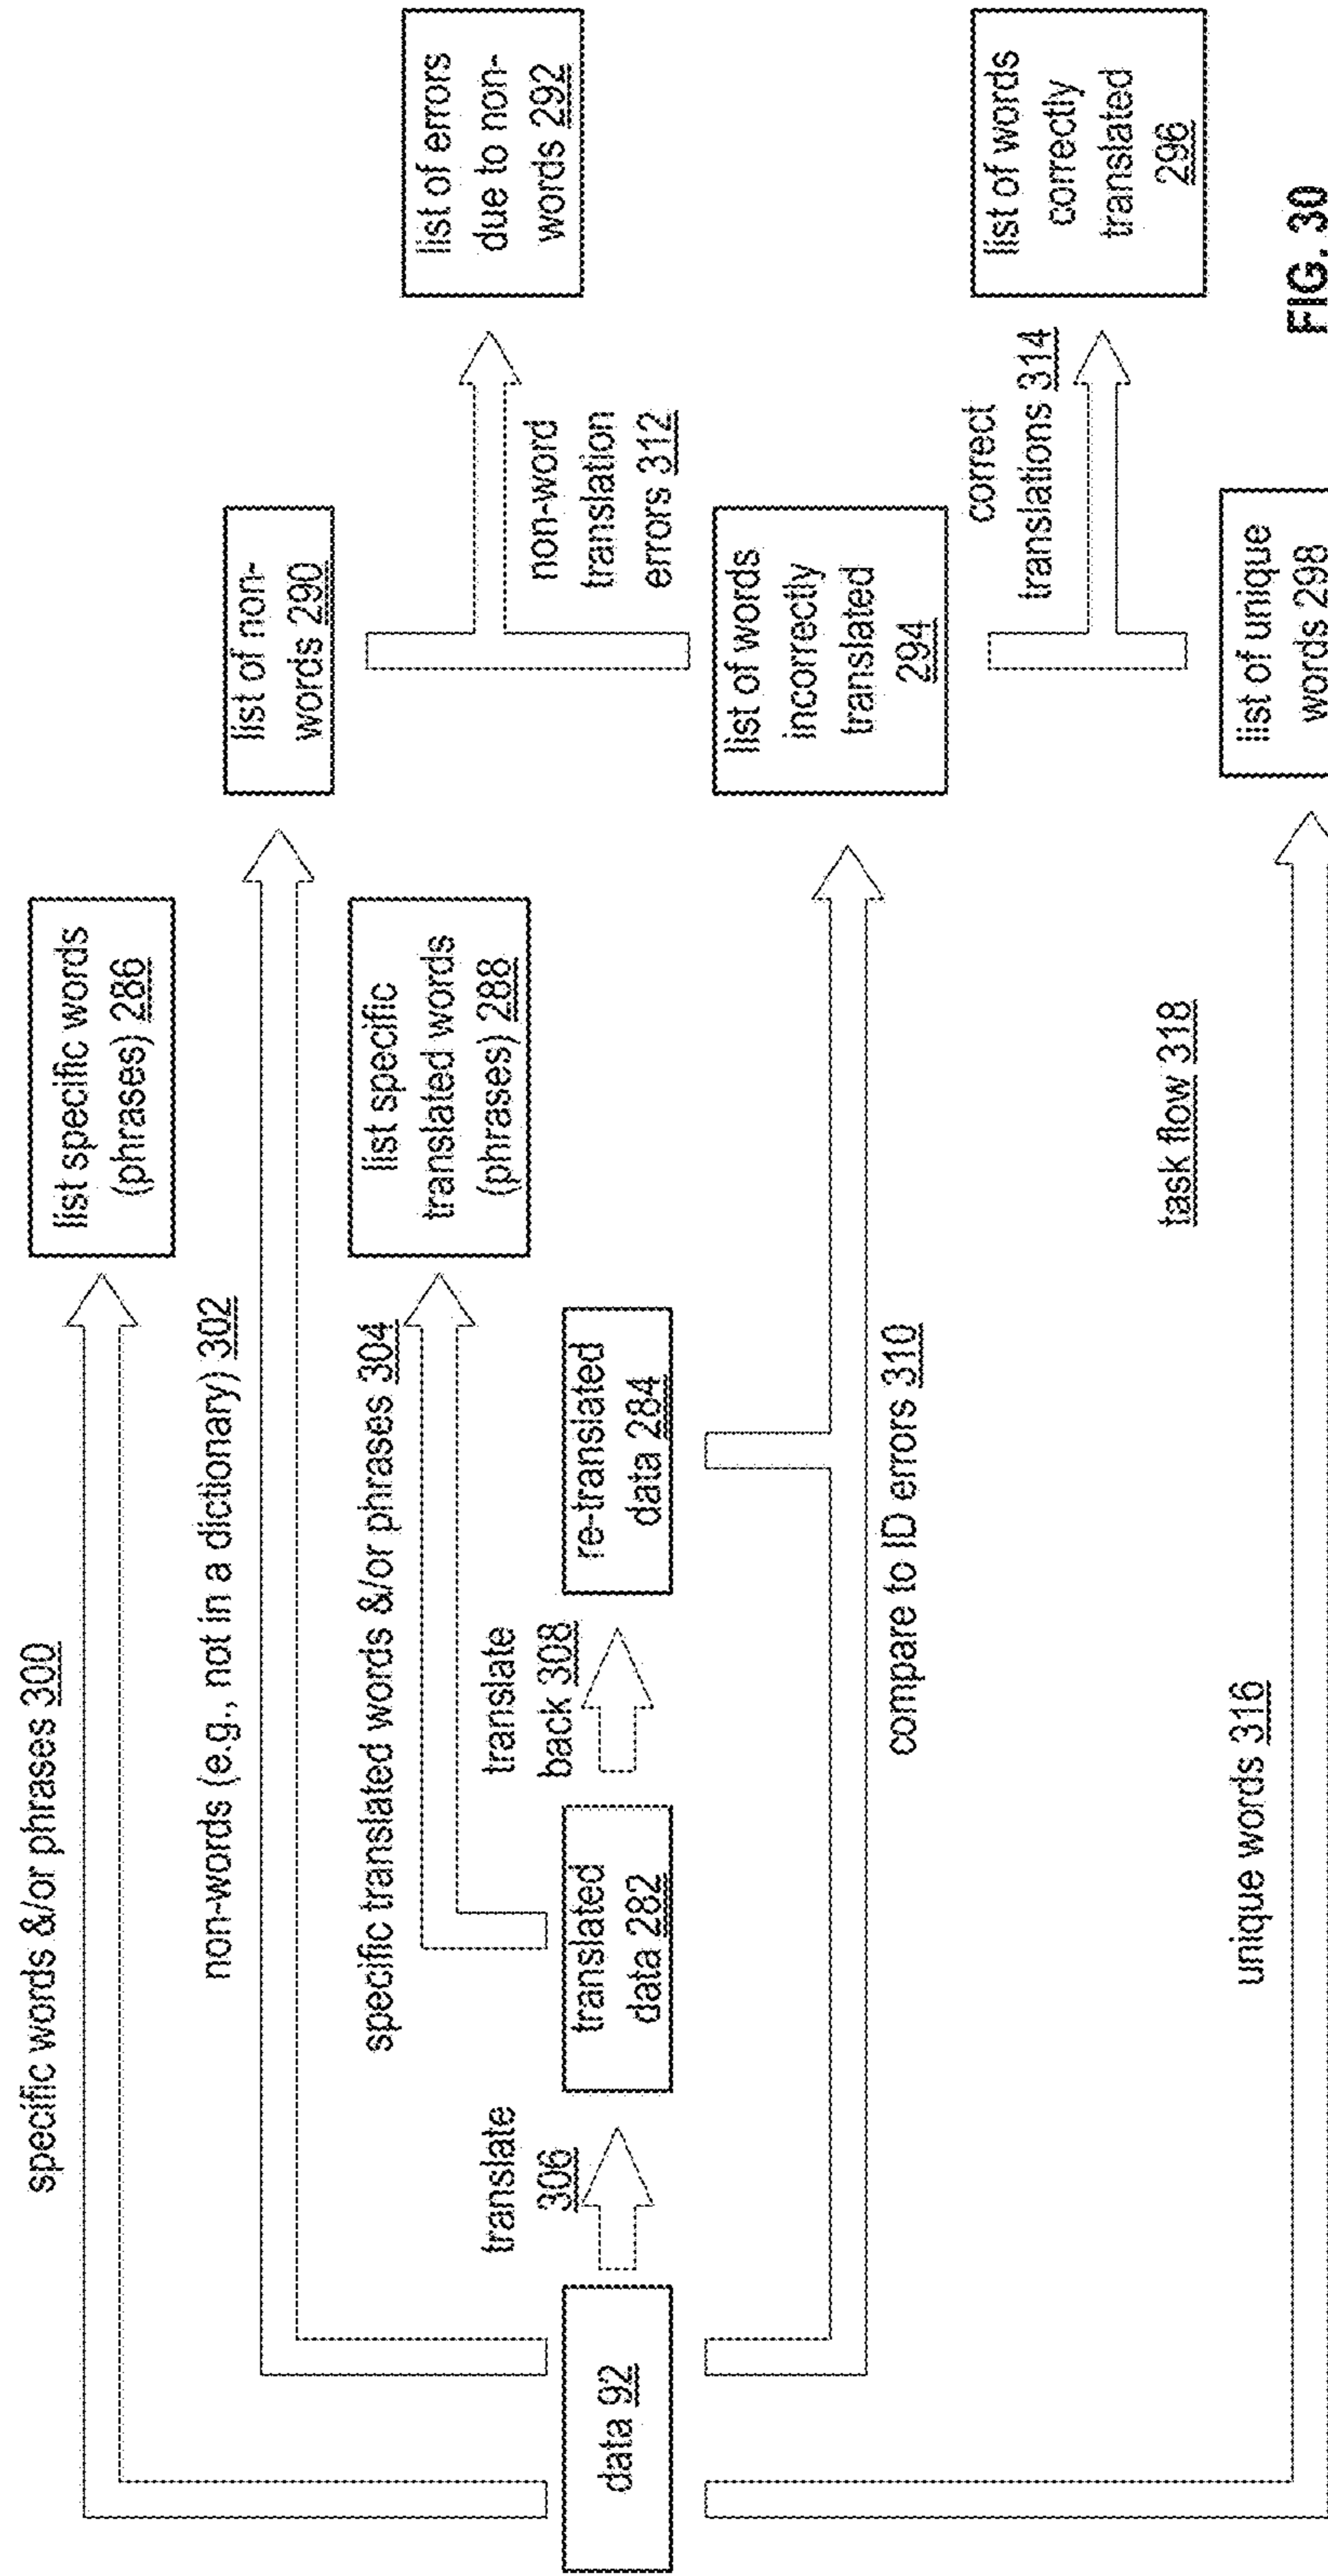 specific words &/or phrases 300
list specific words
(phrases) 286
non-words (e.g., not in a dictionary) 302
list of non-
words 290
specific translated words &/or phrases 304
list specific
translated words
(phrases) 288
list of errors
due to non-
words 292
non-word
translation
errors 312
translate
306
translate
back 308
data 92
translated
data 282
re-translated
data 284
list of words
incorrectly
translated
294
compare to ID errors 310
correct
translations 314
list of words
correctly
translated
296
task flow 318
unique words 316
list of unique
words 298
FIG. 30